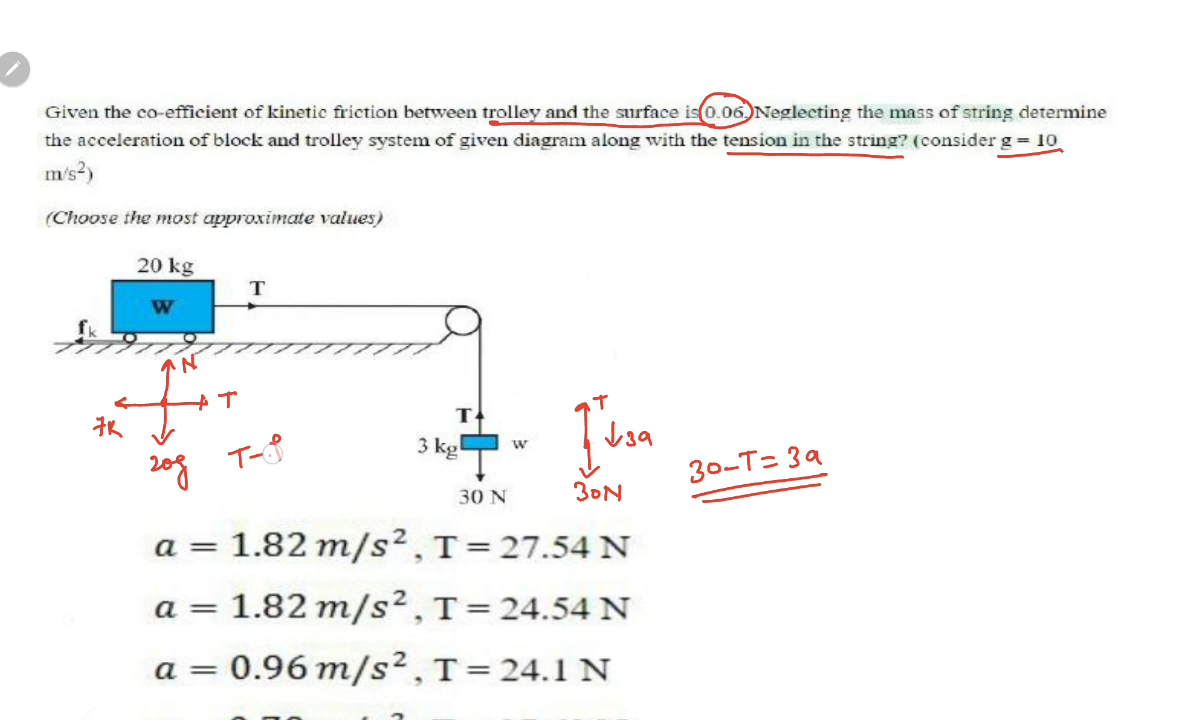 Given the co-efficient of kinetic friction between trolley and the surface is 0.06. Neglecting the mass of string determine
the acceleration of block and trolley system of given diagram along with the tension in the string? (consider g = 10
m/s²)
(Choose the most approximate values)
20 kg
T
W
fk
N
T
fK
20g
T-f
T
3 kg
w
30 N
T
3a
30N
30-T=3a
a = 1.82 m/s², T = 27.54 N
a = 1.82 m/s², T = 24.54 N
a = 0.96 m/s², T = 24.1 N